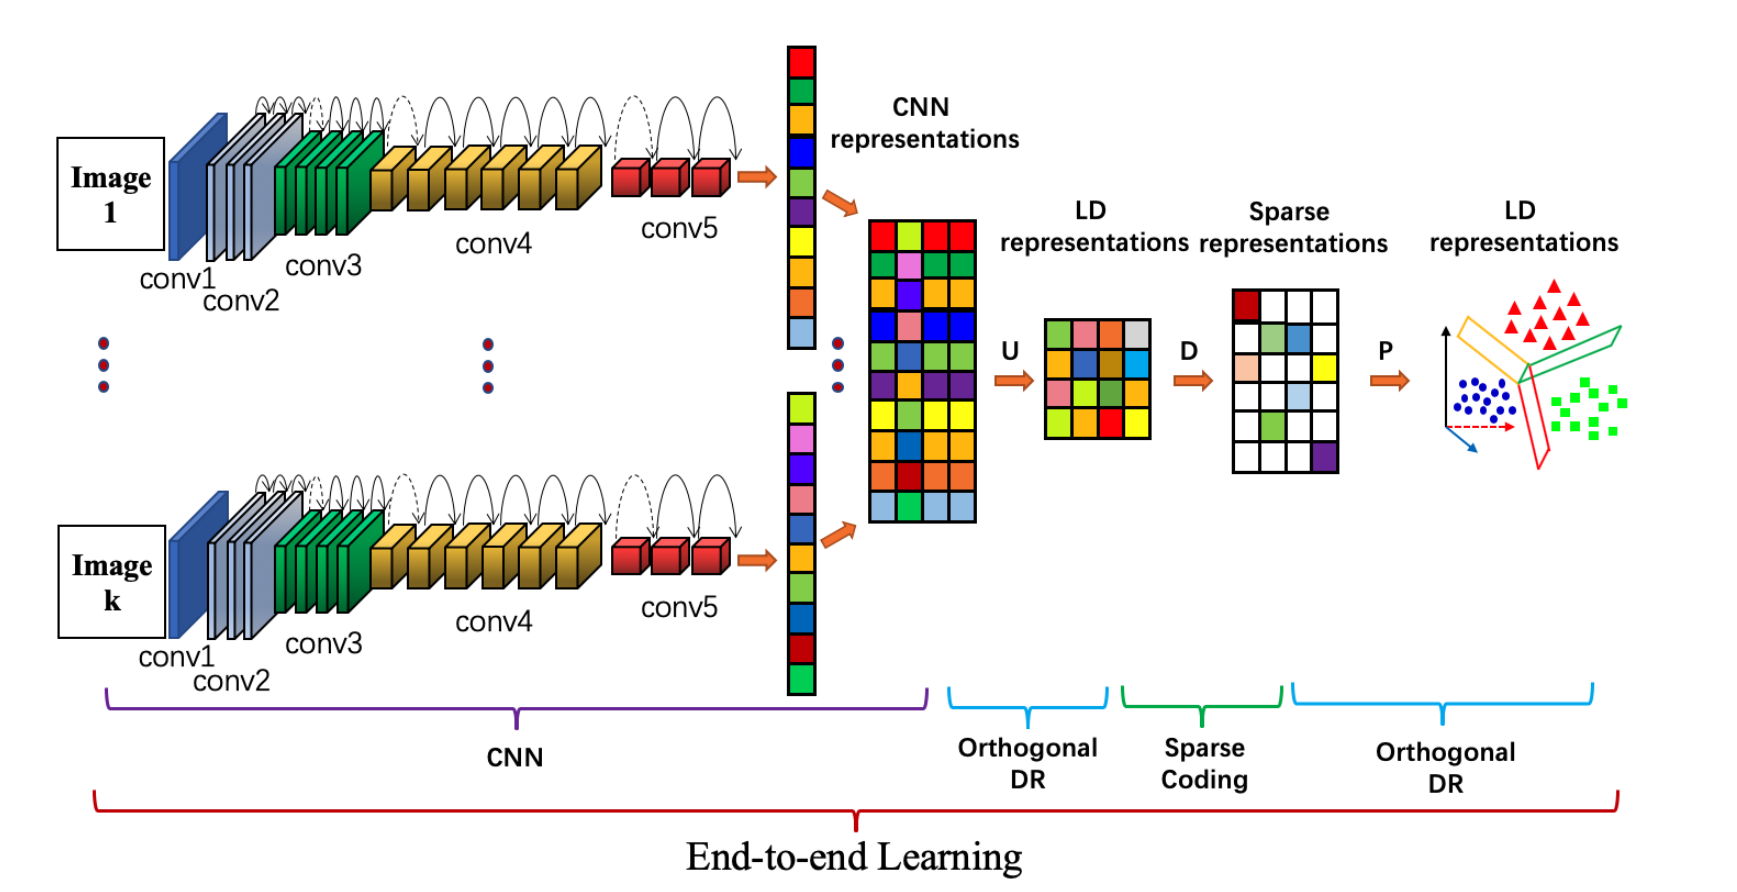 Image
1
conv1
conv2
conv3
conv4
conv5
CNN
representations
LD
representations
Sparse
representations
LD
representations
U
D
P
Image
k
conv1
conv2
conv3
conv4
conv5
CNN
Orthogonal
DR
Sparse
Coding
Orthogonal
DR
End-to-end Learning